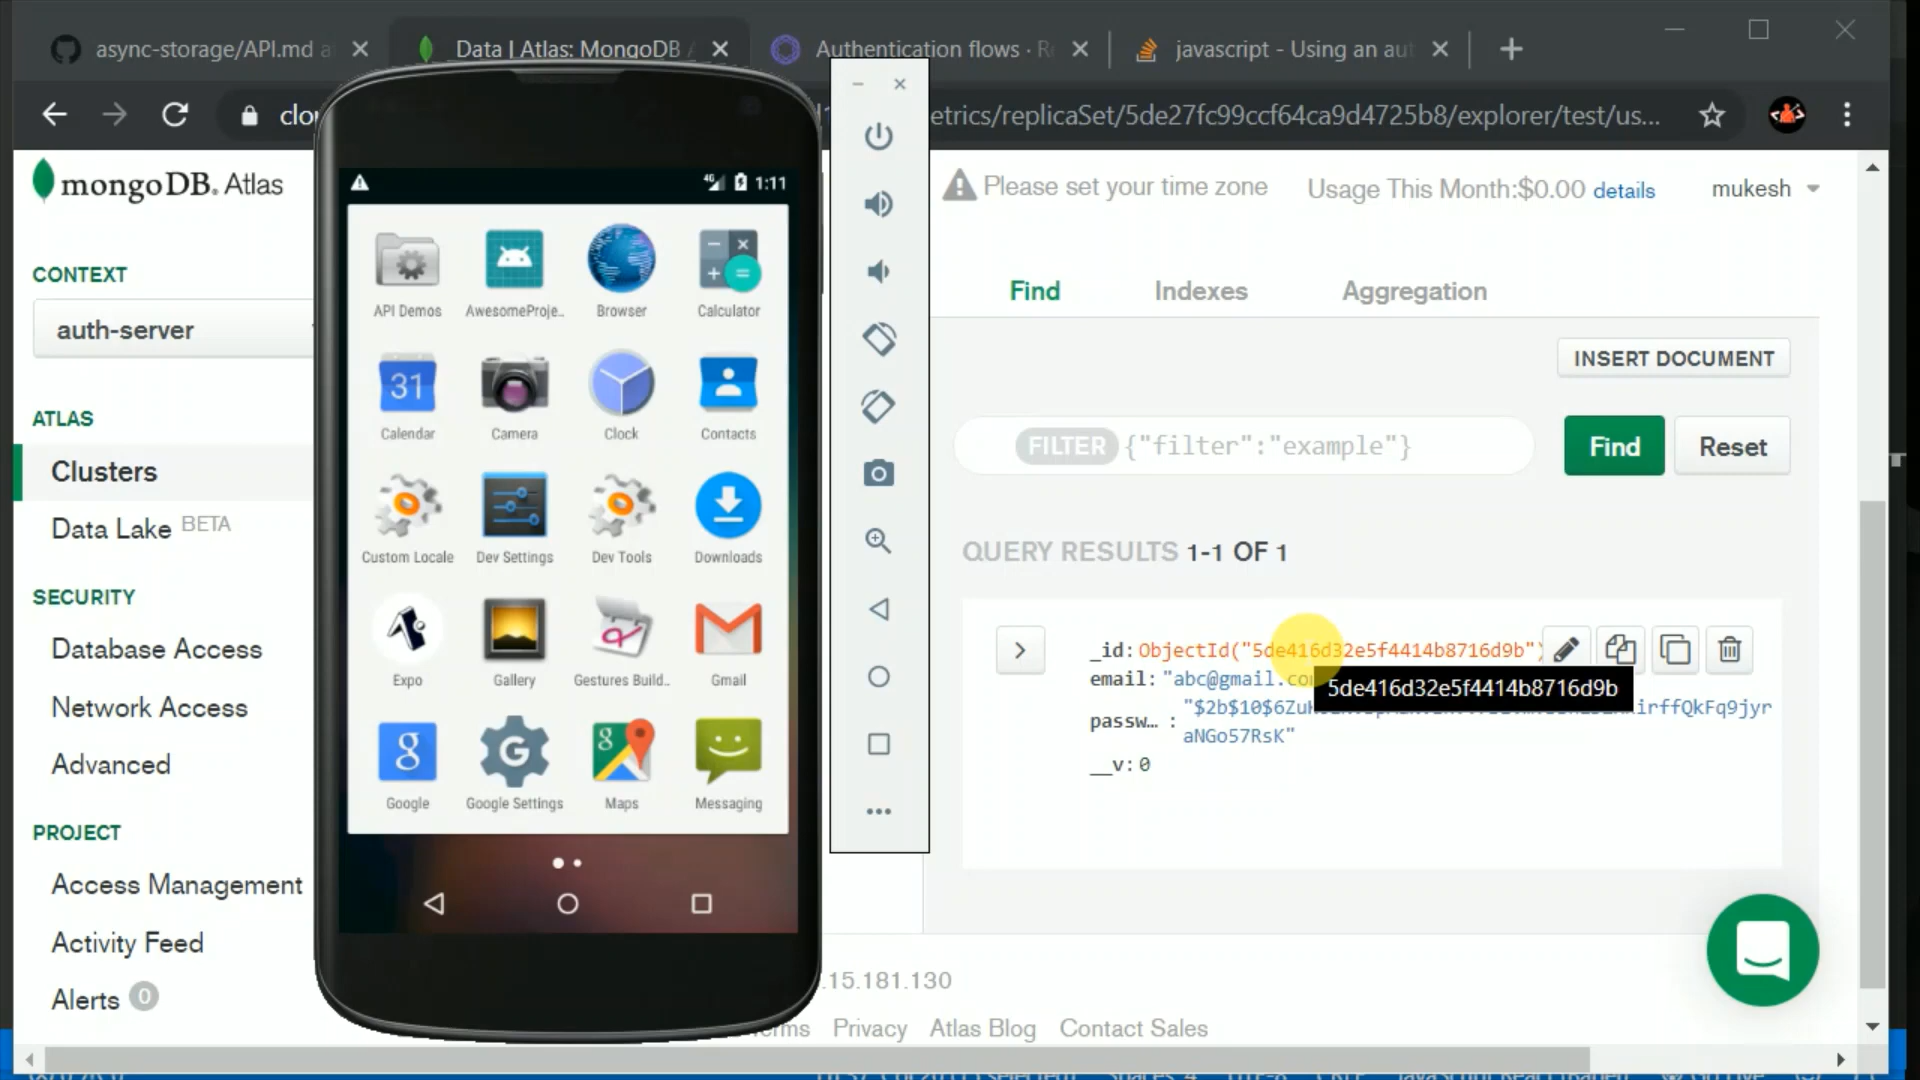 async-storage/API.md a
Data | Atlas: MongoDB A
Authentication flows · Re
javascript - Using an aut
clou
etrics/replicaSet/5de27fc99ccf64ca9d4725b8/explorer/test/us...
mongoDB. Atlas
Please set your time zone
Usage This Month:$0.00 details
mukesh
CONTEXT
auth-server
ATLAS
Clusters
Data Lake BETA
SECURITY
Database Access
Network Access
Advanced
PROJECT
Access Management
Activity Feed
Alerts 0
4G 1:11
API Demos
AwesomeProje..
Browser
Calculator
31
Calendar
Camera
Clock
Contacts
Custom Locale
Dev Settings
Dev Tools
Downloads
Expo
Gallery
Gestures Build..
Gmail
Google
Google Settings
Maps
Messaging
Find
Indexes
Aggregation
INSERT DOCUMENT
FILTER {"filter":"example"}
Find
Reset
QUERY RESULTS 1-1 OF 1
_id: ObjectId("5de416d32e5f4414b8716d9b")
email: "abc@gmail.co
5de416d32e5f4414b8716d9b
passw... : "$2b$10$6Zu
irffQkFq9jyr
aNGo57RsK"
__v: 0
.15.181.130
Privacy
Atlas Blog
Contact Sales